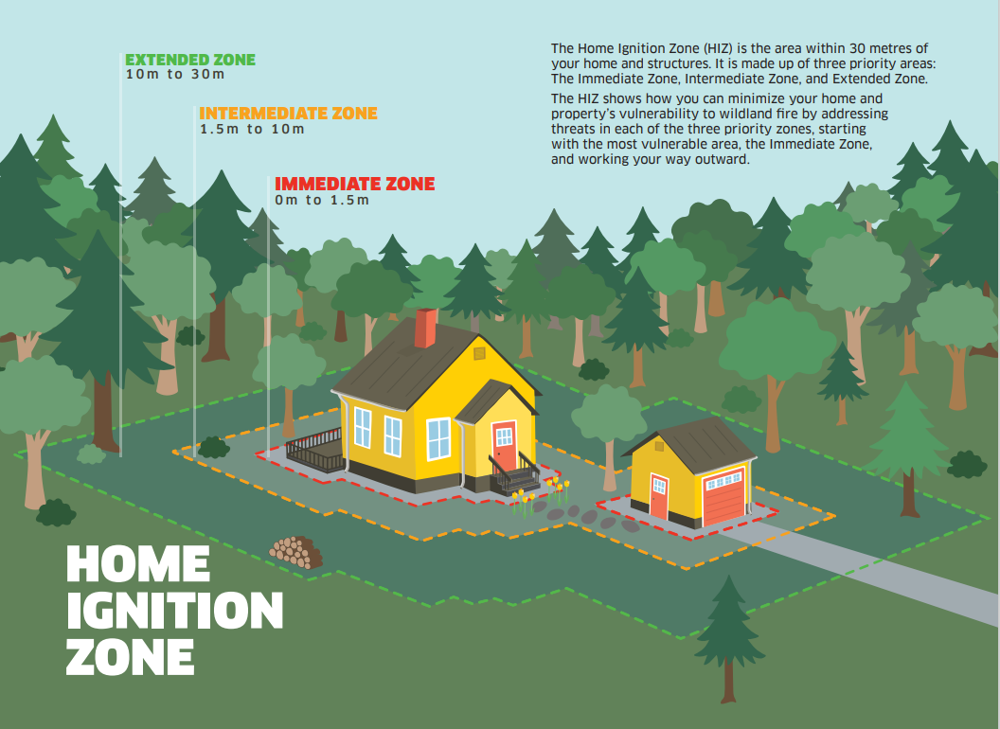 EXTENDED ZONE
10m to 30m
INTERMEDIATE ZONE
1.5m to 10m
IMMEDIATE ZONE
0m to 1.5m
The Home Ignition Zone (HIZ) is the area within 30 metres of
your home and structures. It is made up of three priority areas:
The Immediate Zone, Intermediate Zone, and Extended Zone.
The HIZ shows how you can minimize your home and
property's vulnerability to wildland fire by addressing
threats in each of the three priority zones, starting
with the most vulnerable area, the Immediate Zone,
and working your way outward.
HOME
IGNITION
ZONE